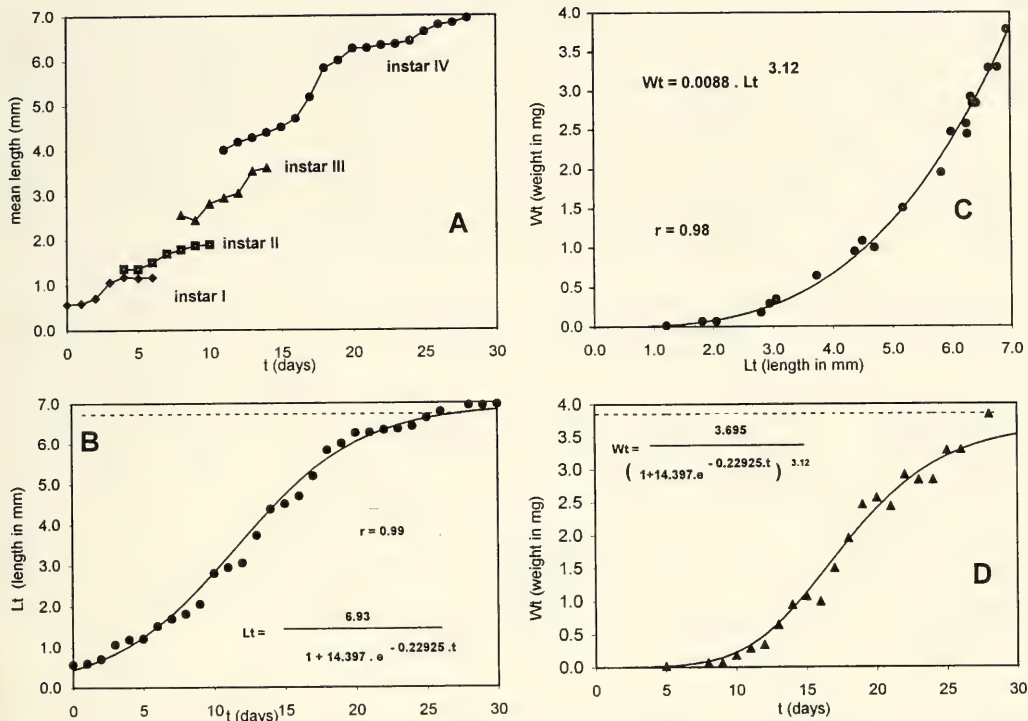 7.0
6.0
5.0
4.0
3.0
2.0
1.0
0.0
mean length (mm)
instar IV
instar III
instar II
instar I
A
0 5 10 15 20 25 30
t (days)
4.0
3.5
3.0
2.5
2.0
1.5
1.0
0.5
0.0
Wt (weight in mg)
Wt = 0.0088 . Lt 3.12
r = 0.98
C
0.0 1.0 2.0 3.0 4.0 5.0 6.0 7.0
Lt (length in mm)
7.0
6.0
5.0
4.0
3.0
2.0
1.0
0.0
Lt (length in mm)
B
r = 0.99
Lt = 6.93
1 + 14.397 . e - 0.22925 .t
0 5 10 15 20 25 30
t (days)
4.0
3.5
3.0
2.5
2.0
1.5
1.0
0.5
0.0
Wt (weight in mg)
Wt = 3.695
( 1+14.397.e - 0.22925.t ) 3.12
D
0 5 10 15 20 25 30
t (days)